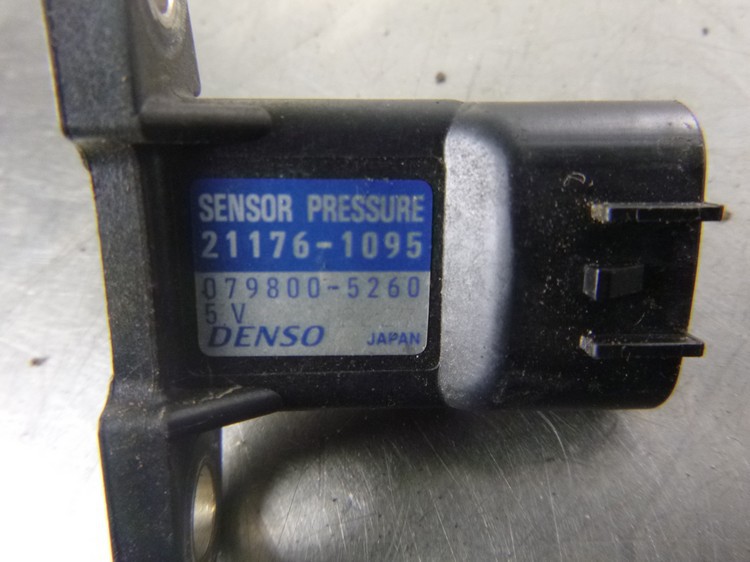 SENSOR PRESSURE
21176-1095
079800-5260
5 V
DENSO JAPAN